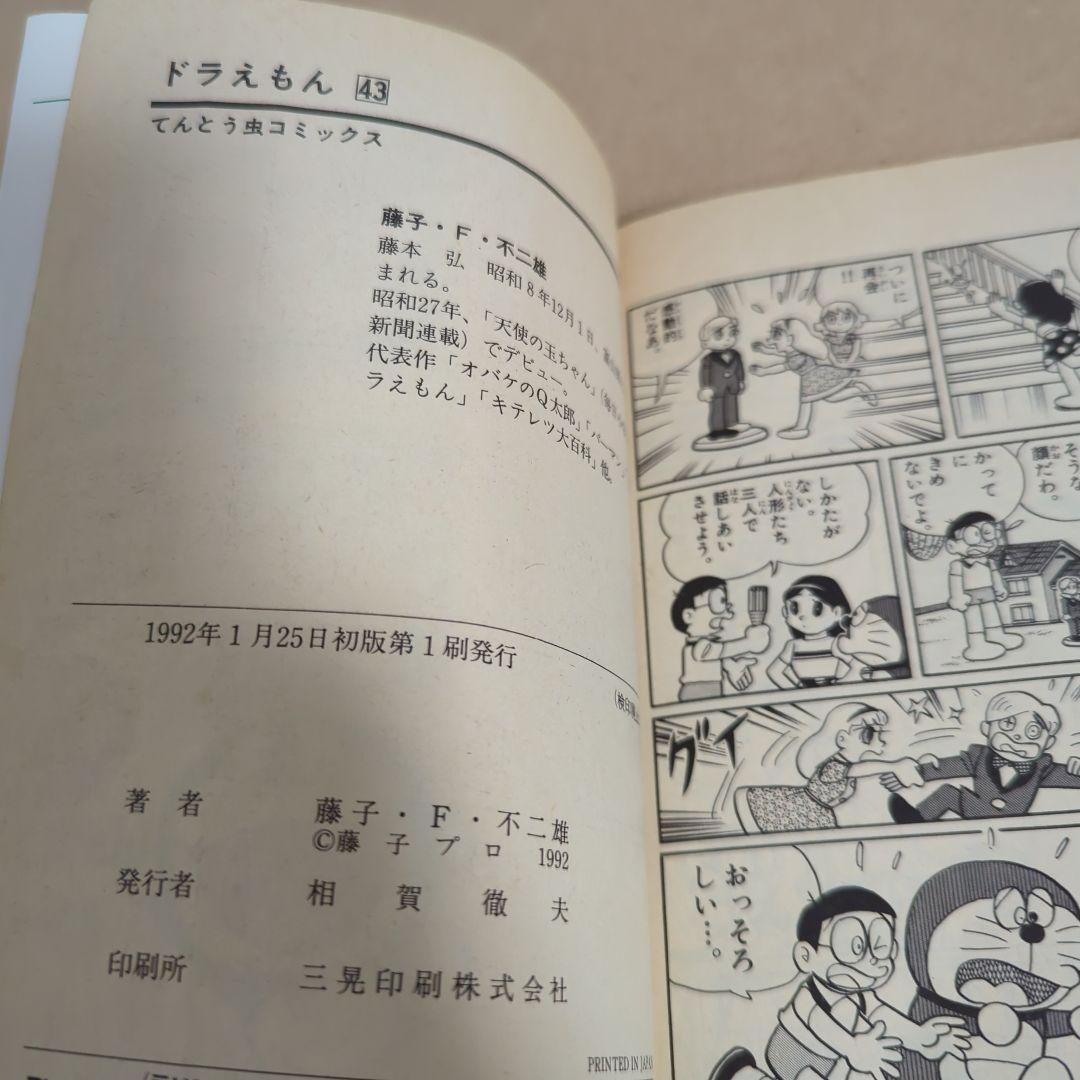 ドラえもん 43
てんとう虫コミックス
藤子・F・不二雄
藤本 弘 昭和8年12月1日、
まれる。
昭和27年、「天使の玉ちゃん」
新聞連載)でデビュー。
代表作「オバケのQ太郎」「パーマン」
ラえもん」「キテレツ大百科」他。
1992年1月25日初版第1刷発行
著者 藤子・F・不二雄
©藤子プロ 1992
発行者 相賀徹夫
印刷所 三晃印刷株式会社
PRINTED IN JAPAN
ついに
再会
!!
感動的
だなあ。
そうな
顔だわ。
かって
に
きめ
ないでよ。
しかたが
ない。
人形たち
三人で
話しあい
させよう。
グイ
おっそろ
しい…。